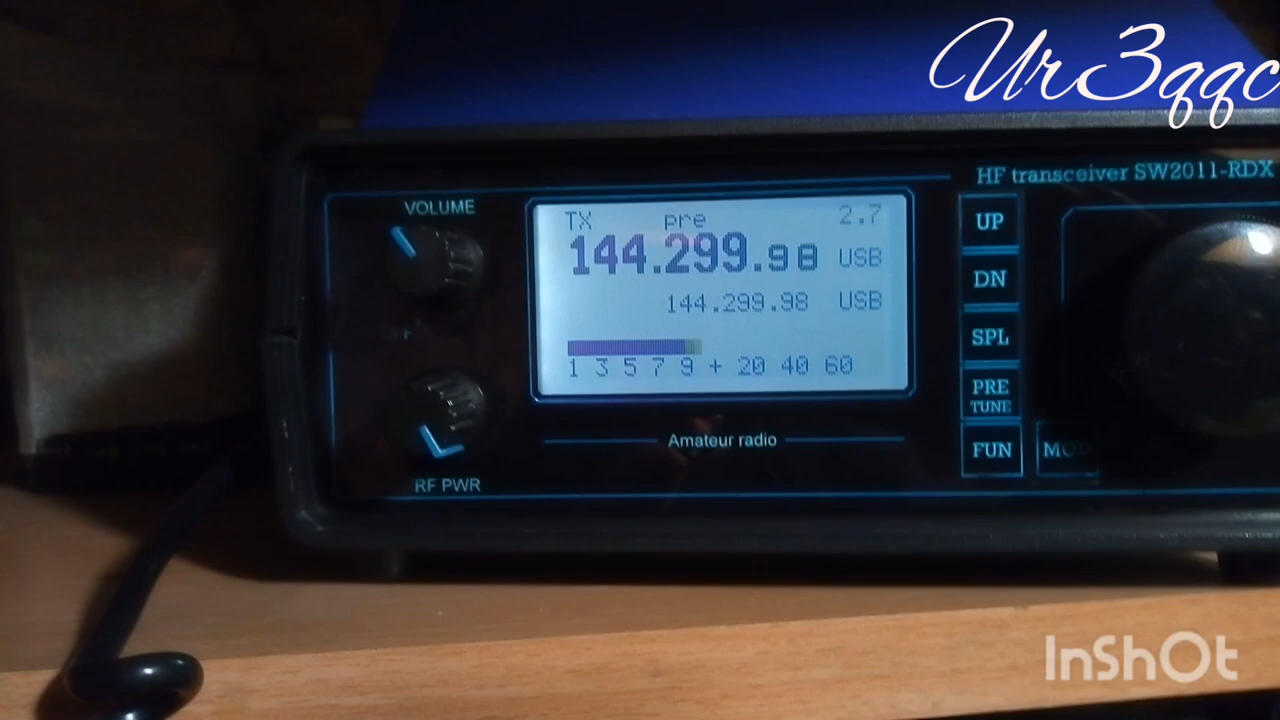 Ur3qqc
HF transceiver SW2011-RDX
VOLUME
TX pre 2.7
144.299.98 USB
144.299.98 USB
1 3 5 7 9 + 20 40 60
UP
DN
SPL
PRE
TUNE
FUN
MOD
Amateur radio
RF PWR
InShOt